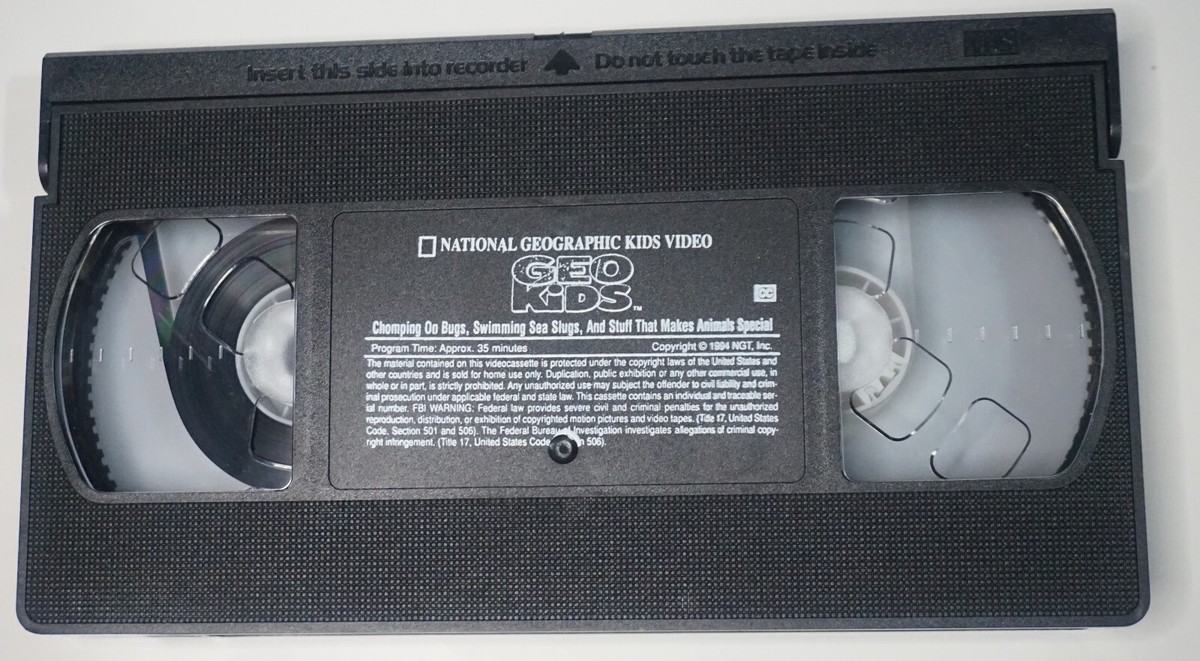 Insert this side into recorder Do not touch the tape inside
VHS
NATIONAL GEOGRAPHIC KIDS VIDEO
GEO
KIDS™
CC
Chomping On Bugs, Swimming Sea Slugs, And Stuff That Makes Animals Special
Program Time: Approx. 35 minutes Copyright © 1994 NGT, Inc.
The material contained on this videocassette is protected under the copyright laws of the United States and
other countries and is sold for home use only. Duplication, public exhibition or any other commercial use, in
whole or in part, is strictly prohibited. Any unauthorized use may subject the offender to civil liability and crim-
inal prosecution under applicable federal and state law. This cassette contains an individual and traceable ser-
ial number. FBI WARNING: Federal law provides severe civil and criminal penalties for the unauthorized
reproduction, distribution, or exhibition of copyrighted motion pictures and video tapes. (Title 17, United States
Code, Section 501 and 506). The Federal Bureau of Investigation investigates allegations of criminal copy-
right infringement. (Title 17, United States Code 506).